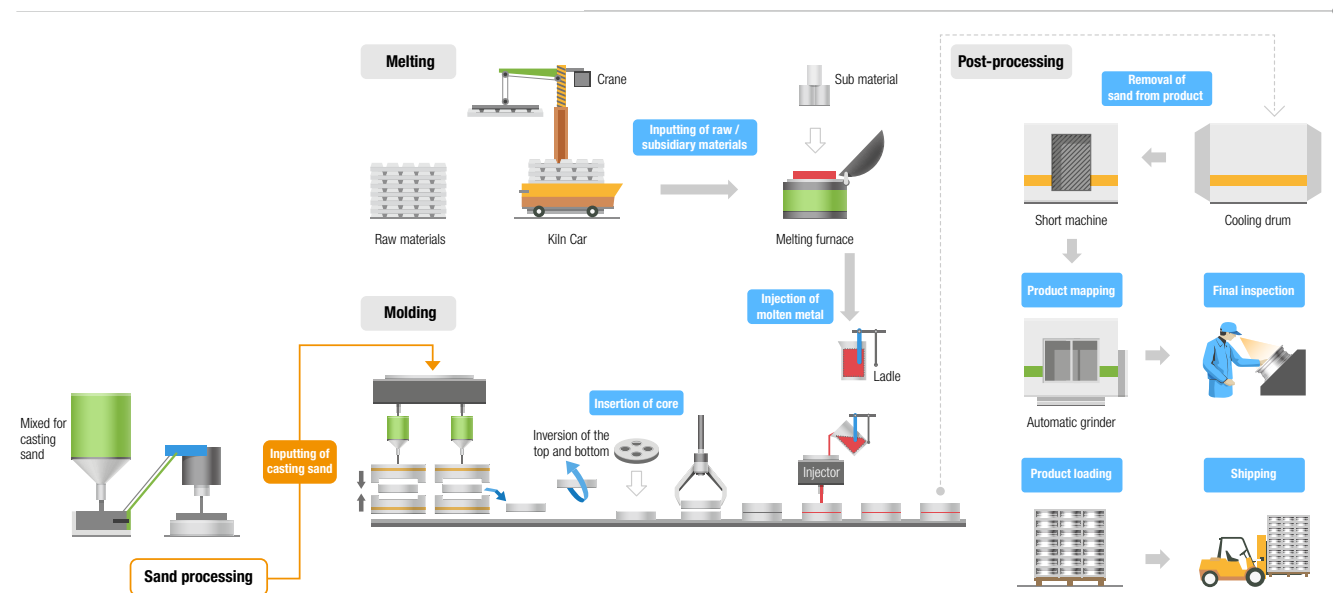 Melting
Crane
Raw materials
Kiln Car
Inputting of raw /
subsidiary materials
Sub material
Melting furnace
Injection of
molten metal
Ladle
Molding
Mixed for
casting
sand
Inputting of
casting sand
Sand processing
Inversion of the
top and bottom
Insertion of core
Injector
Post-processing
Removal of
sand from product
Short machine
Cooling drum
Product mapping
Final inspection
Automatic grinder
Product loading
Shipping